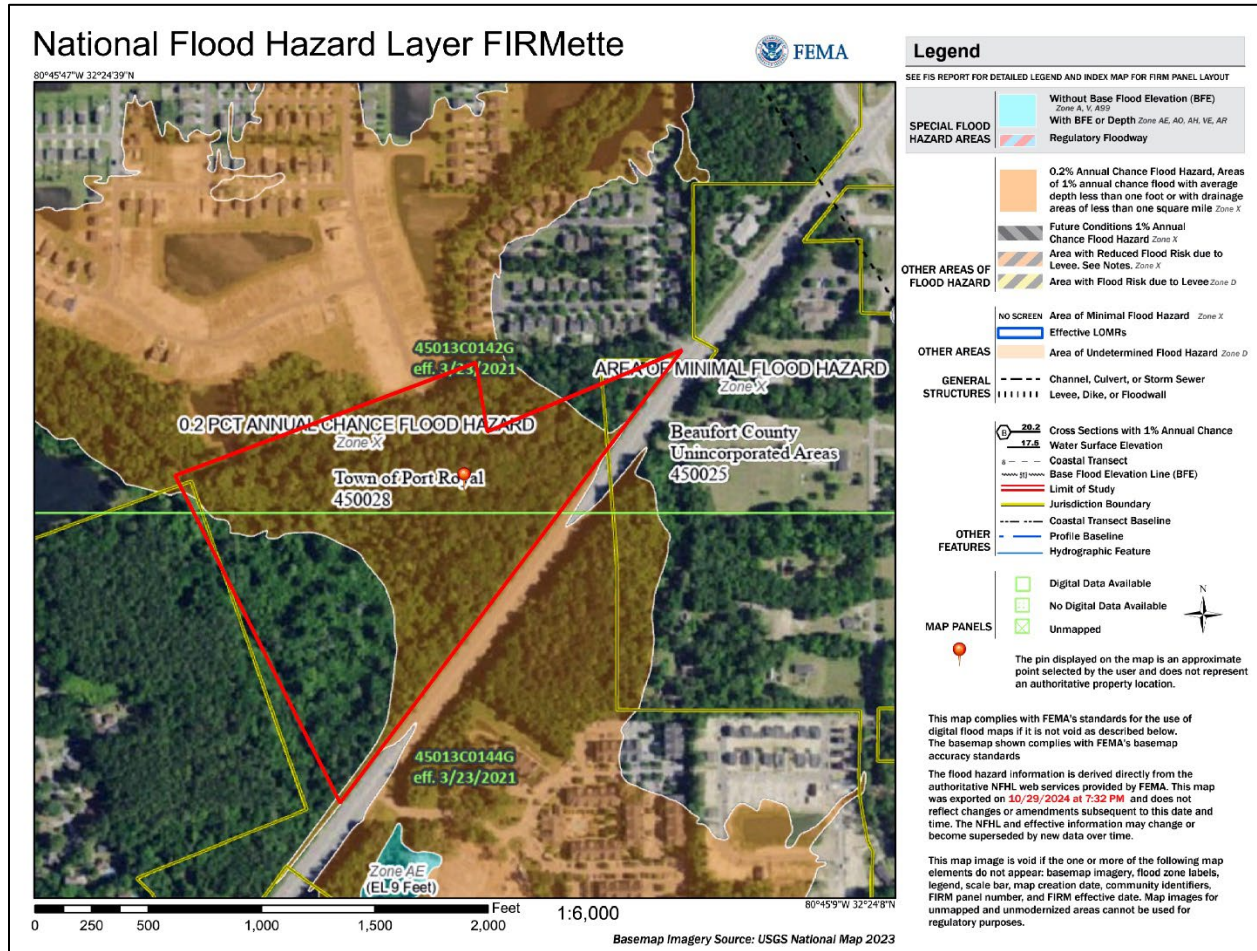 National Flood Hazard Layer FIRMette
FEMA
80°45'47"W 32°24'39"N
45013C0142G
eff. 3/23/2021
AREA OF MINIMAL FLOOD HAZARD
Zone X
0.2 PCT ANNUAL CHANCE FLOOD HAZARD
Zone X
Beaufort County
Unincorporated Areas
450025
Town of Port Royal
450028
45013C0144G
eff. 3/23/2021
Zone AE
(EL 9 Feet)
80°45'9"W 32°24'8"N
Feet
0 250 500 1,000 1,500 2,000
1:6,000
Basemap Imagery Source: USGS National Map 2023
Legend
SEE FIS REPORT FOR DETAILED LEGEND AND INDEX MAP FOR FIRM PANEL LAYOUT
SPECIAL FLOOD
HAZARD AREAS
Without Base Flood Elevation (BFE)
Zone A, V, A99
With BFE or Depth Zone AE, AO, AH, VE, AR
Regulatory Floodway
OTHER AREAS OF
FLOOD HAZARD
0.2% Annual Chance Flood Hazard, Areas
of 1% annual chance flood with average
depth less than one foot or with drainage
areas of less than one square mile Zone X
Future Conditions 1% Annual
Chance Flood Hazard Zone X
Area with Reduced Flood Risk due to
Levee. See Notes. Zone X
Area with Flood Risk due to Levee Zone D
OTHER AREAS
NO SCREEN Area of Minimal Flood Hazard Zone X
Effective LOMRs
Area of Undetermined Flood Hazard Zone D
GENERAL
STRUCTURES
Channel, Culvert, or Storm Sewer
Levee, Dike, or Floodwall
OTHER
FEATURES
B 20.2 Cross Sections with 1% Annual Chance
17.5 Water Surface Elevation
8 Coastal Transect
513 Base Flood Elevation Line (BFE)
Limit of Study
Jurisdiction Boundary
Coastal Transect Baseline
Profile Baseline
Hydrographic Feature
MAP PANELS
Digital Data Available
No Digital Data Available
Unmapped
N
The pin displayed on the map is an approximate
point selected by the user and does not represent
an authoritative property location.
This map complies with FEMA's standards for the use of
digital flood maps if it is not void as described below.
The basemap shown complies with FEMA's basemap
accuracy standards
The flood hazard information is derived directly from the
authoritative NFHL web services provided by FEMA. This map
was exported on 10/29/2024 at 7:32 PM and does not
reflect changes or amendments subsequent to this date and
time. The NFHL and effective information may change or
become superseded by new data over time.
This map image is void if the one or more of the following map
elements do not appear: basemap imagery, flood zone labels,
legend, scale bar, map creation date, community identifiers,
FIRM panel number, and FIRM effective date. Map images for
unmapped and unmodernized areas cannot be used for
regulatory purposes.